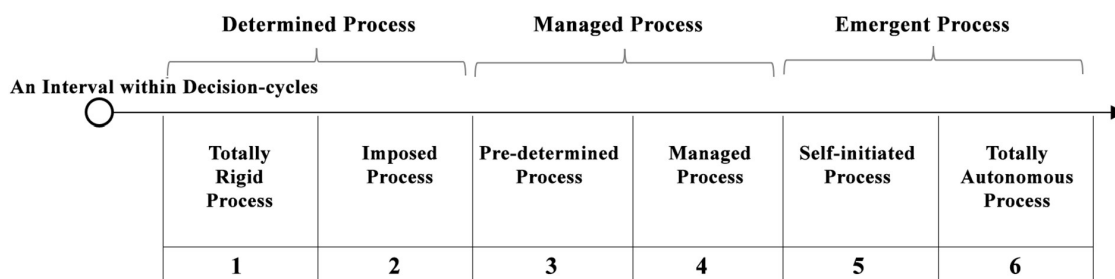 Determined Process
Managed Process
Emergent Process
An Interval within Decision-cycles
Totally
Rigid
Process
Imposed
Process
Pre-determined
Process
Managed
Process
Self-initiated
Process
Totally
Autonomous
Process
1
2
3
4
5
6